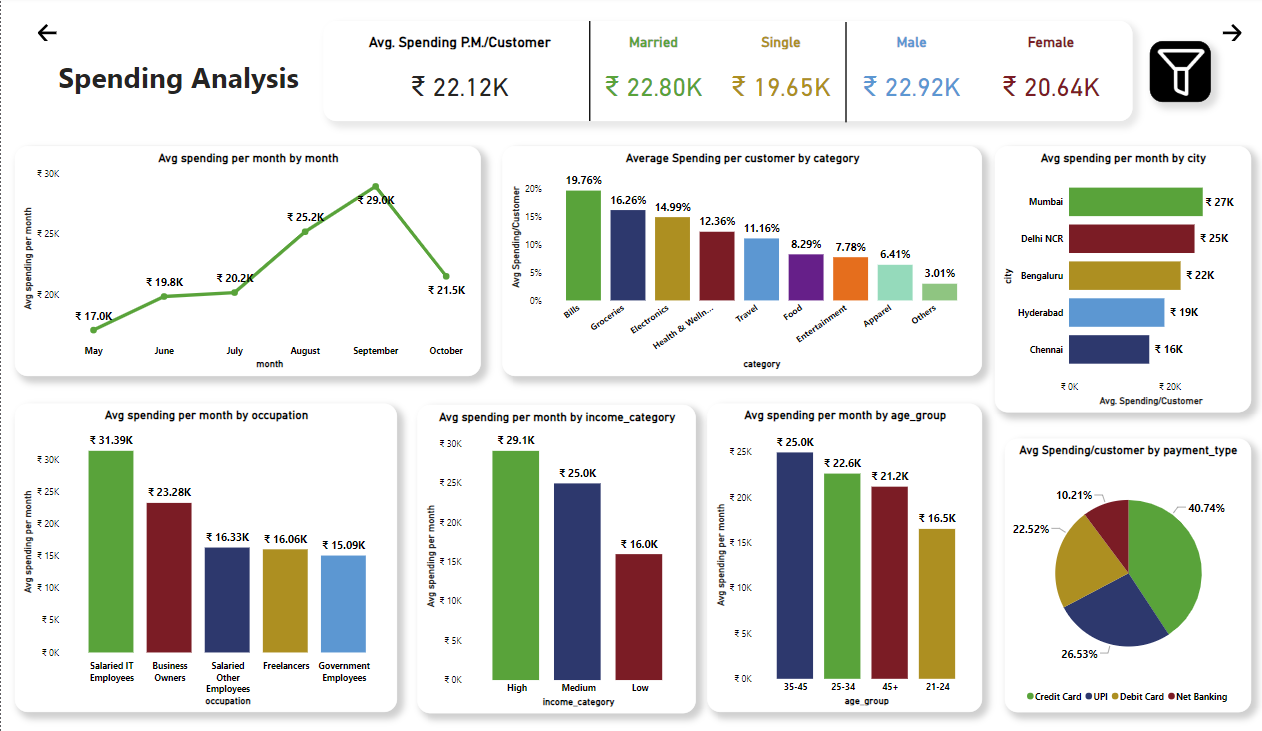 Spending Analysis
Avg. Spending P.M./Customer
₹ 22.12K
Married
₹ 22.80K
Single
₹ 19.65K
Male
₹ 22.92K
Female
₹ 20.64K
Avg spending per month by month
Avg spending per month
₹ 30K
₹ 25K
₹ 20K
₹ 17.0K
₹ 19.8K
₹ 20.2K
₹ 25.2K
₹ 29.0K
₹ 21.5K
May
June
July
August
September
October
month
Average Spending per customer by category
Avg Spending/Customer
20%
15%
10%
5%
0%
19.76%
16.26%
14.99%
12.36%
11.16%
8.29%
7.78%
6.41%
3.01%
Bills
Groceries
Electronics
Health & Welln...
Travel
Food
Entertainment
Apparel
Others
category
Avg spending per month by city
city
Mumbai
₹ 27K
Delhi NCR
₹ 25K
Bengaluru
₹ 22K
Hyderabad
₹ 19K
Chennai
₹ 16K
₹ 0K
₹ 20K
Avg. Spending/Customer
Avg spending per month by occupation
Avg spending per month
₹ 30K
₹ 25K
₹ 20K
₹ 15K
₹ 10K
₹ 5K
₹ 0K
₹ 31.39K
₹ 23.28K
₹ 16.33K
₹ 16.06K
₹ 15.09K
Salaried IT
Employees
Business
Owners
Salaried
Other
Employees
Freelancers
Government
Employees
occupation
Avg spending per month by income_category
Avg spending per month
₹ 30K
₹ 25K
₹ 20K
₹ 15K
₹ 10K
₹ 5K
₹ 0K
₹ 29.1K
₹ 25.0K
₹ 16.0K
High
Medium
Low
income_category
Avg spending per month by age_group
Avg spending per month
₹ 25K
₹ 20K
₹ 15K
₹ 10K
₹ 5K
₹ 0K
₹ 25.0K
₹ 22.6K
₹ 21.2K
₹ 16.5K
35-45
25-34
45+
21-24
age_group
Avg Spending/customer by payment_type
10.21%
40.74%
22.52%
26.53%
Credit Card
UPI
Debit Card
Net Banking